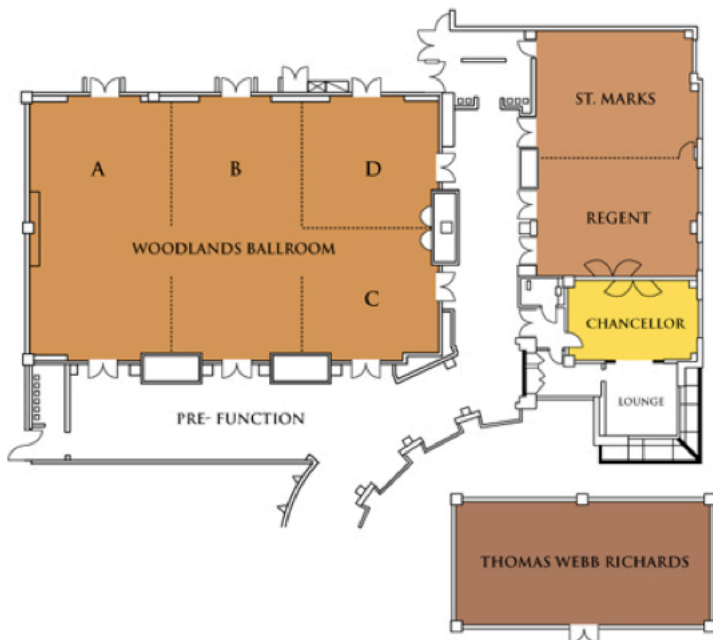 ST. MARKS
A
B
D
REGENT
WOODLANDS BALLROOM
C
CHANCELLOR
LOUNGE
PRE- FUNCTION
THOMAS WEBB RICHARDS